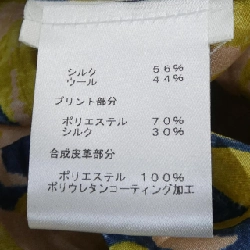 シルク 56%
ウール 44%
プリント部分
ポリエステル 70%
シルク 30%
合成皮革部分
ポリエステル 100%
ポリウレタンコーティング加工